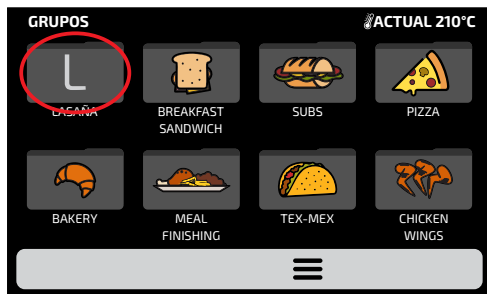 GRUPOS
ACTUAL 210°C
L
LASAÑA
BREAKFAST
SANDWICH
SUBS
PIZZA
BAKERY
MEAL
FINISHING
TEX-MEX
CHICKEN
WINGS